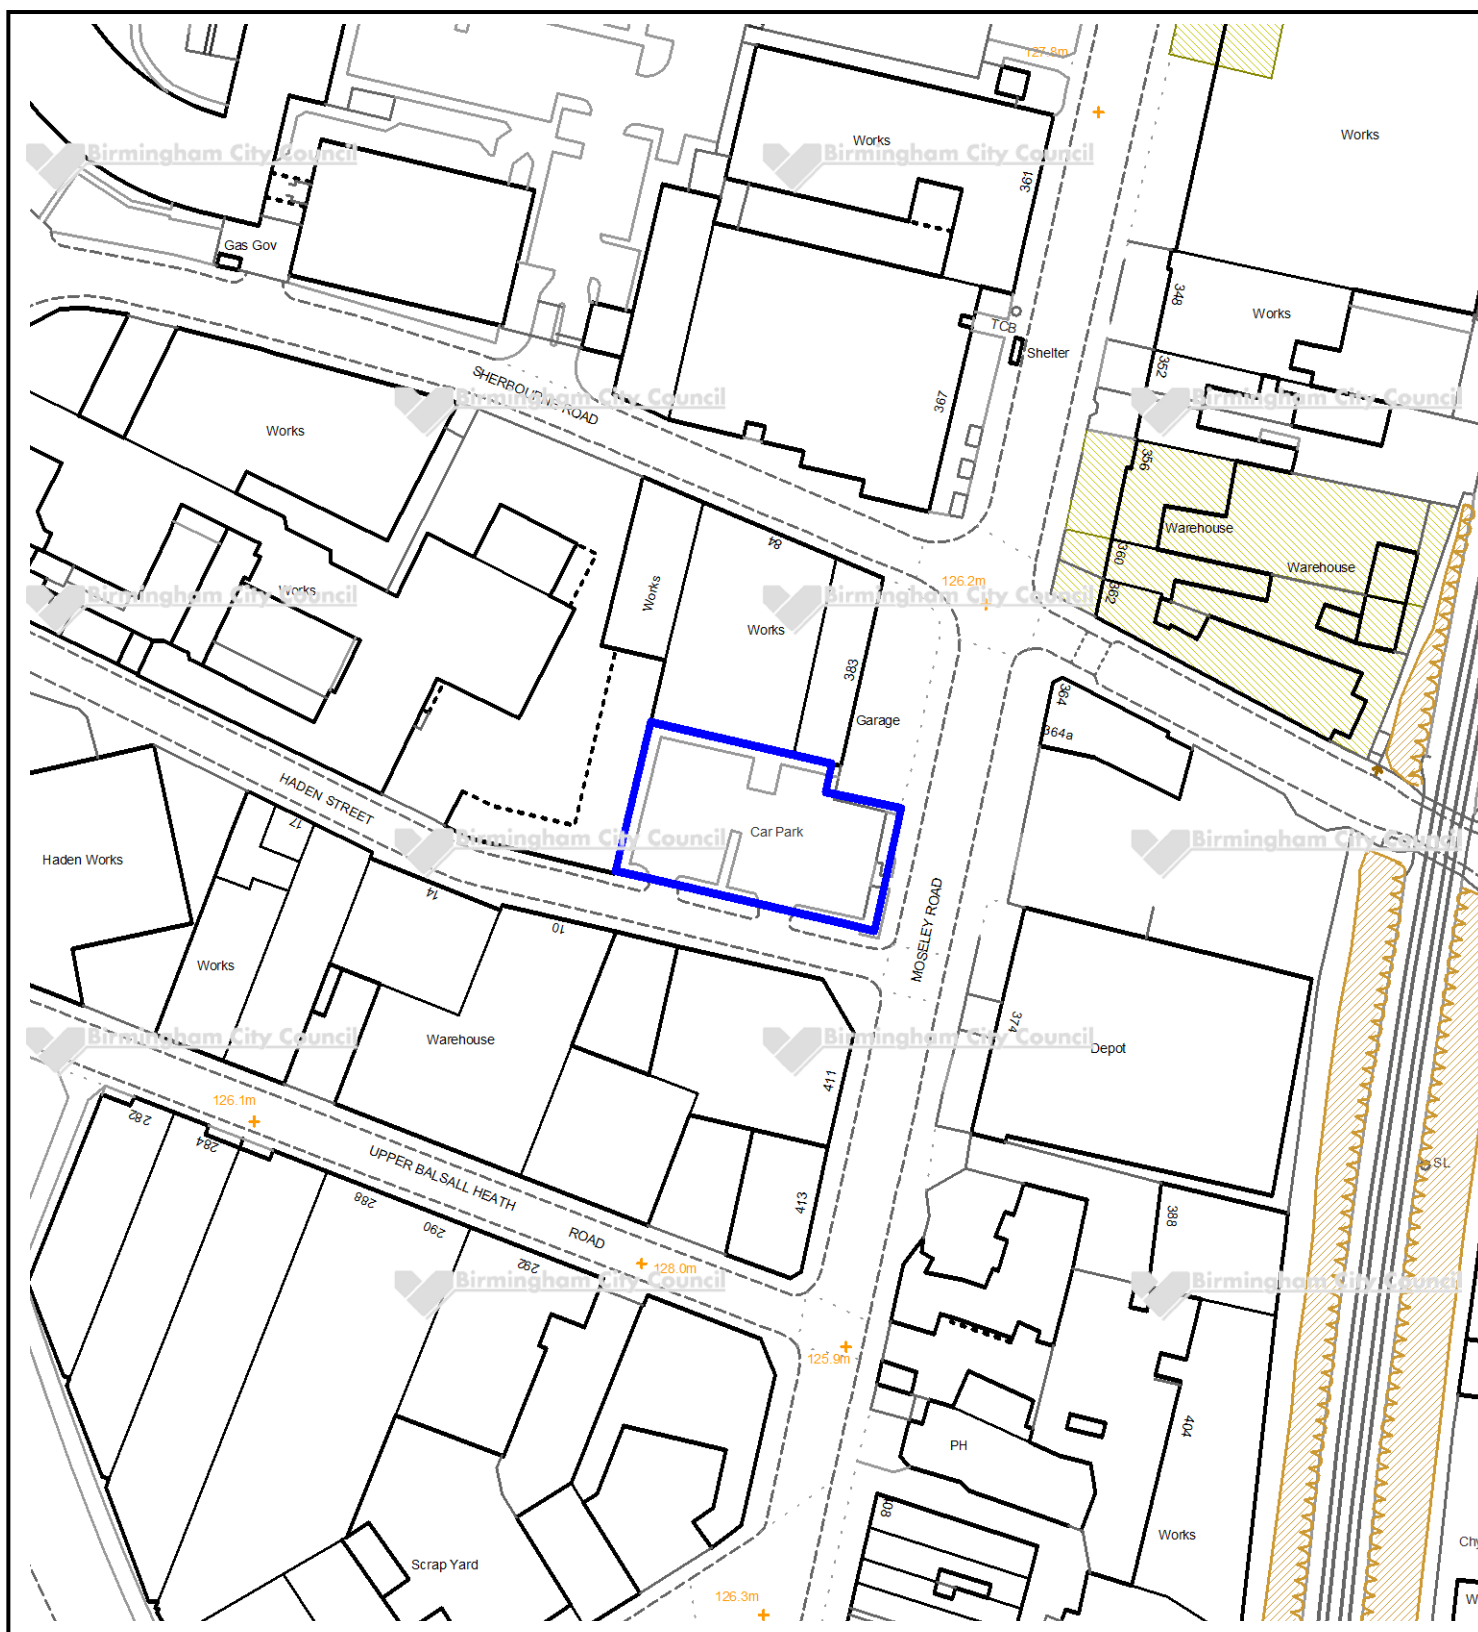 127.8m
Works
Works
Birmingham City Council
Birmingham City Council
361
Gas Gov
348
Works
TCB
Shelter
352
SHERBOURNE ROAD
Birmingham City Council
Birmingham City Council
367
Works
356
Warehouse
84
360
Warehouse
126.2m
Works
Works
362
Birmingham City Council
Birmingham City Council
Works
383
364
Garage
364a
HADEN STREET
17
Car Park
Birmingham City Council
Birmingham City Council
Haden Works
14
10
MOSELEY ROAD
Works
374
Warehouse
Birmingham City Council
Birmingham City Council
Depot
411
126.1m
282
284
UPPER BALSALL HEATH
ROAD
SL
288
413
290
388
292
128.0m
Birmingham City Council
Birmingham City Council
125.9m
404
PH
408
Works
Scrap Yard
126.3m